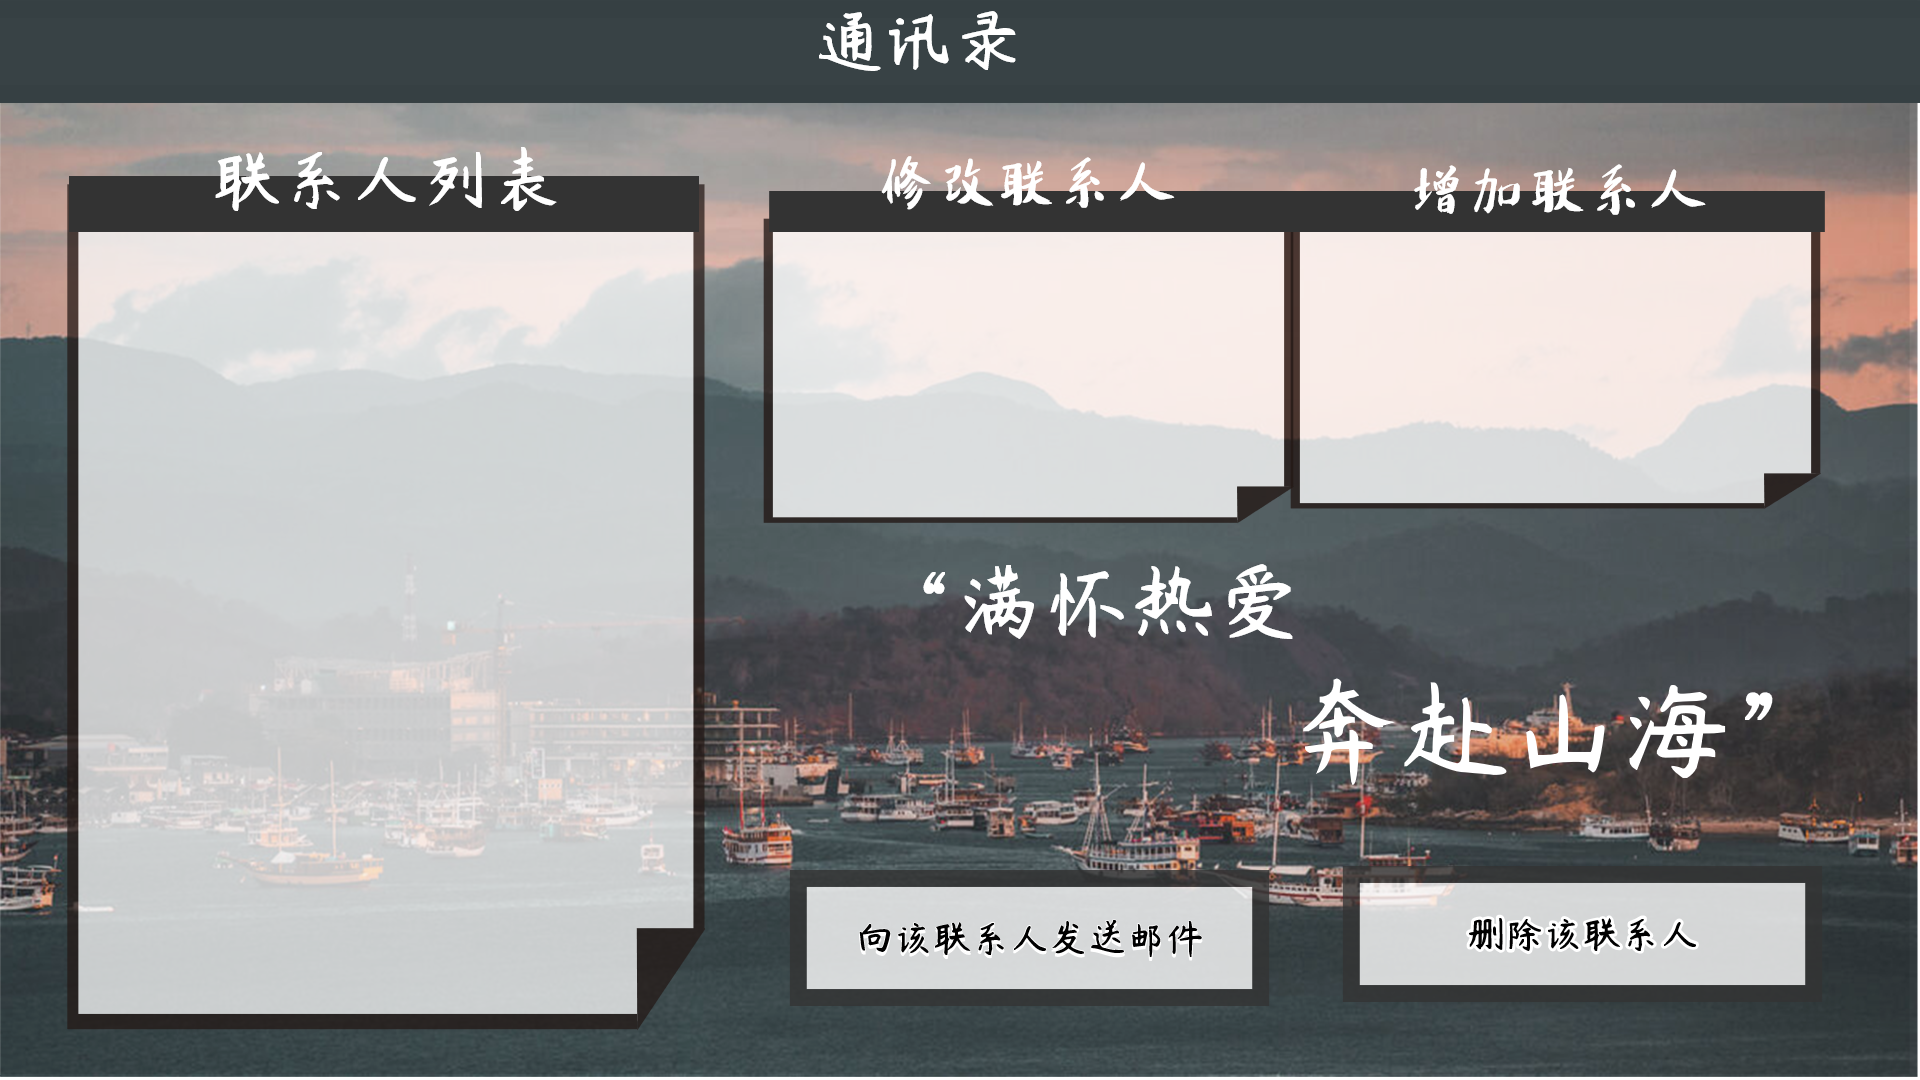 通讯录
联系人列表
修改联系人
增加联系人
“满怀热爱
奔赴山海”
向该联系人发送邮件
删除该联系人